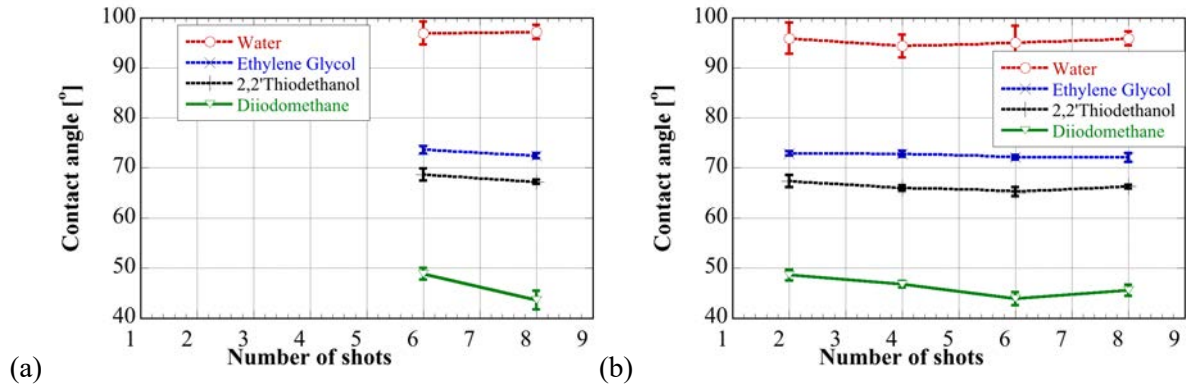 100
90
80
70
60
50
40
Contact angle [°]
Water
Ethylene Glycol
2,2'Thiodethanol
Diiodomethane
1 2 3 4 5 6 7 8 9
Number of shots
(a)
100
90
80
70
60
50
40
Contact angle [°]
Water
Ethylene Glycol
2,2'Thiodethanol
Diiodomethane
1 2 3 4 5 6 7 8 9
Number of shots
(b)